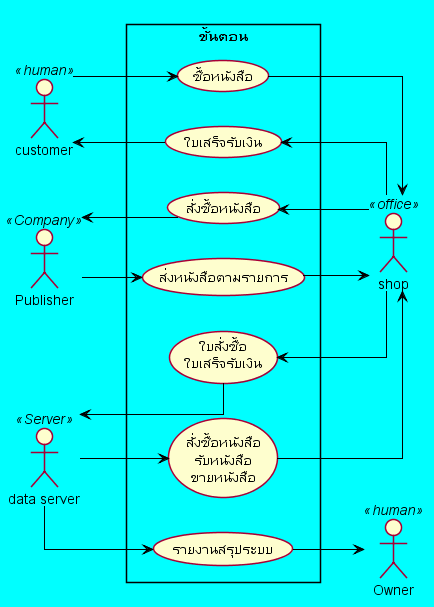 ขั้นตอน
«human»
customer
ซื้อหนังสือ
ใบเสร็จรับเงิน
«Company»
Publisher
สั่งซื้อหนังสือ
«office»
shop
ส่งหนังสือตามรายการ
ใบสั่งซื้อ
ใบเสร็จรับเงิน
«Server»
data server
สั่งซื้อหนังสือ
รับหนังสือ
ขายหนังสือ
รายงานสรุประบบ
«human»
Owner